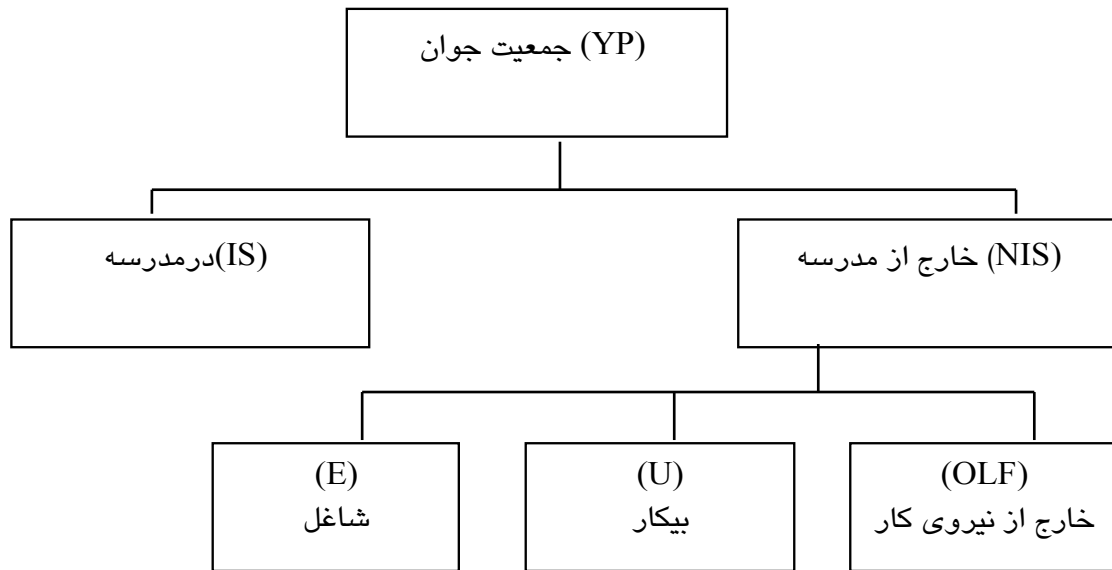 جمعیت جوان (YP)
درمدرسه(IS)
خارج از مدرسه (NIS)
(E)
شاغل
(U)
بیکار
(OLF)
خارج از نیروی کار